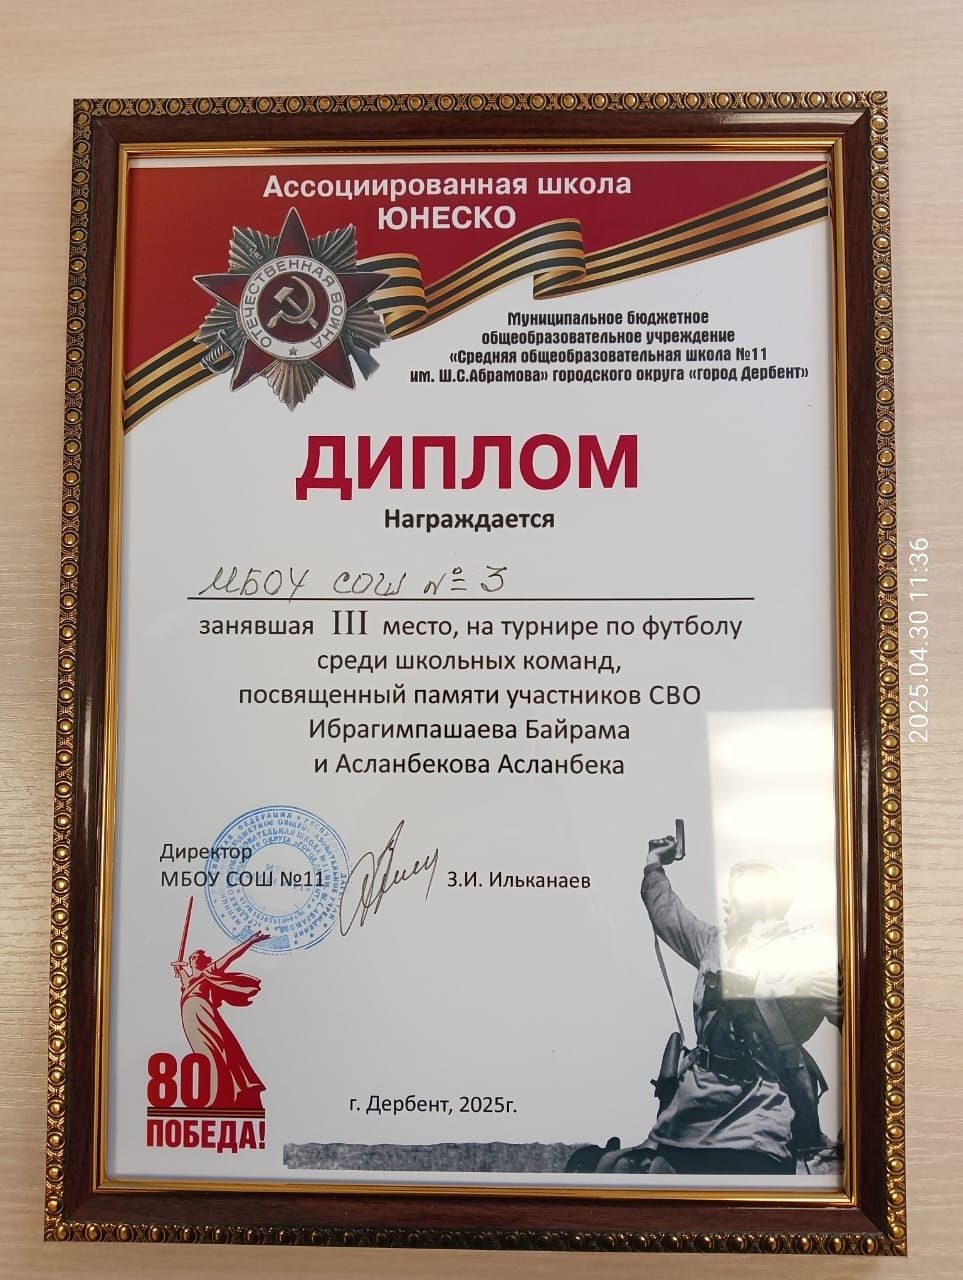 Ассоциированная школа
ЮНЕСКО
ОТЕЧЕСТВЕННАЯ ВОЙНА
Муниципальное бюджетное
общеобразовательное учреждение
«Средняя общеобразовательная школа №11
им. Ш.С.Абрамова» городского округа «город Дербент»
ДИПЛОМ
Награждается
МБОУ СОШ № 3
занявшая III место, на турнире по футболу
среди школьных команд,
посвященный памяти участников СВО
Ибрагимпашаева Байрама
и Асланбекова Асланбека
Директор
МБОУ СОШ №11
З.И. Ильканаев
80
ПОБЕДА!
г. Дербент, 2025г.
2025.04.30 11:36